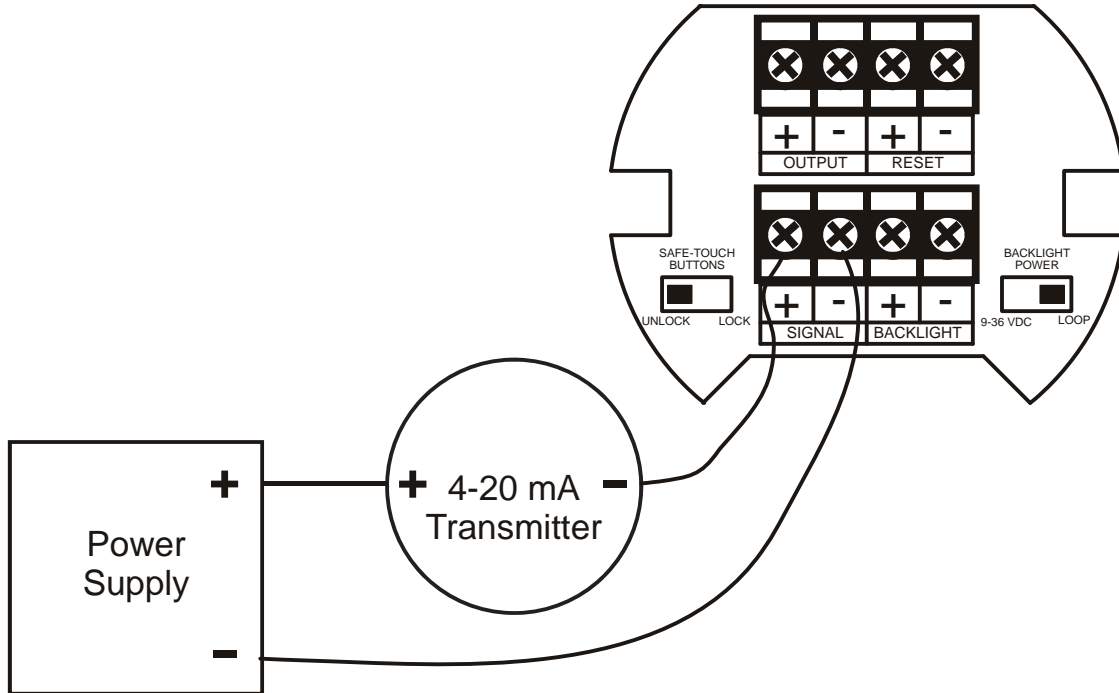 + - + -
OUTPUT RESET
SAFE-TOUCH
BUTTONS
UNLOCK LOCK
+ - + -
SIGNAL BACKLIGHT
BACKLIGHT
POWER
9-36 VDC LOOP
+
Power
Supply
-
+ 4-20 mA -
Transmitter